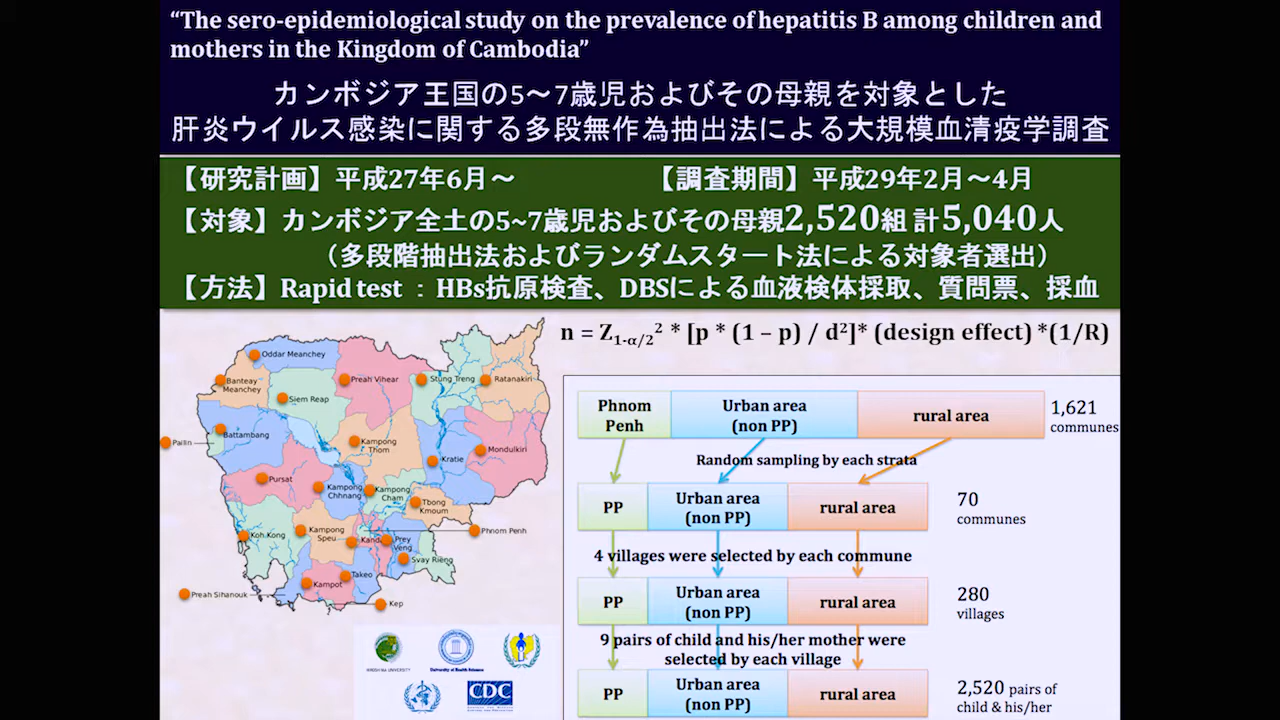 “The sero-epidemiological study on the prevalence of hepatitis B among children and
mothers in the Kingdom of Cambodia”
カンボジア王国の5～7歳児およびその母親を対象とした
肝炎ウイルス感染に関する多段無作為抽出法による大規模血清疫学調査
【研究計画】平成27年6月～ 【調査期間】平成29年2月～4月
【対象】カンボジア全土の5~7歳児およびその母親2,520組 計5,040人
（多段階抽出法およびランダムスタート法による対象者選出）
【方法】Rapid test ： HBs抗原検査、DBSによる血液検体採取、質問票、採血
n = Z1-α/2² * [p * (1 – p) / d²]* (design effect) *(1/R)
Oddar Meanchey
Banteay
Meanchey
Preah Vihear
Stung Treng
Ratanakiri
Siem Reap
Battambang
Pailin
Kampong
Thom
Kratie
Mondulkiri
Pursat
Kampong
Chhnang
Kampong
Cham
Tbong
Kmoum
Koh Kong
Kampong
Speu
Kanda
Prey
Veng
Phnom Penh
Svay Rieng
Takeo
Kampot
Preah Sihanouk
Kep
HIROSHIMA UNIVERSITY
University of Health Sciences
CDC
Phnom
Penh
Urban area
(non PP)
rural area
1,621
communes
Random sampling by each strata
PP
Urban area
(non PP)
rural area
70
communes
4 villages were selected by each commune
PP
Urban area
(non PP)
rural area
280
villages
9 pairs of child and his/her mother were
selected by each village
PP
Urban area
(non PP)
rural area
2,520 pairs of
child & his/her